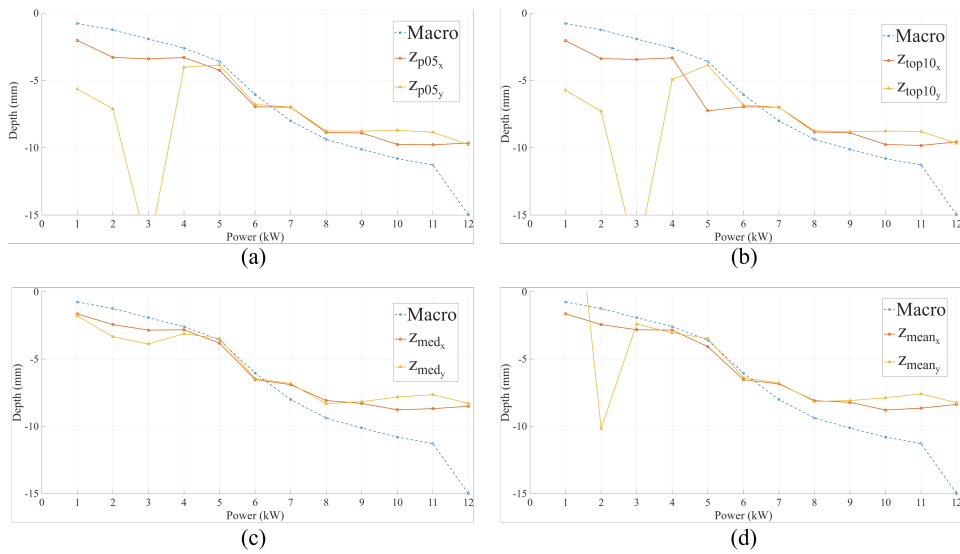 0
-5
-10
-15
Depth (mm)
0 1 2 3 4 5 6 7 8 9 10 11 12
Power (kW)
Macro
Zp05x
Zp05y
(a)
0
-5
-10
-15
Depth (mm)
0 1 2 3 4 5 6 7 8 9 10 11 12
Power (kW)
Macro
Ztop10x
Ztop10y
(b)
0
-5
-10
-15
Depth (mm)
0 1 2 3 4 5 6 7 8 9 10 11 12
Power (kW)
Macro
Zmedx
Zmedy
(c)
0
-5
-10
-15
Depth (mm)
0 1 2 3 4 5 6 7 8 9 10 11 12
Power (kW)
Macro
Zmeanx
Zmeany
(d)